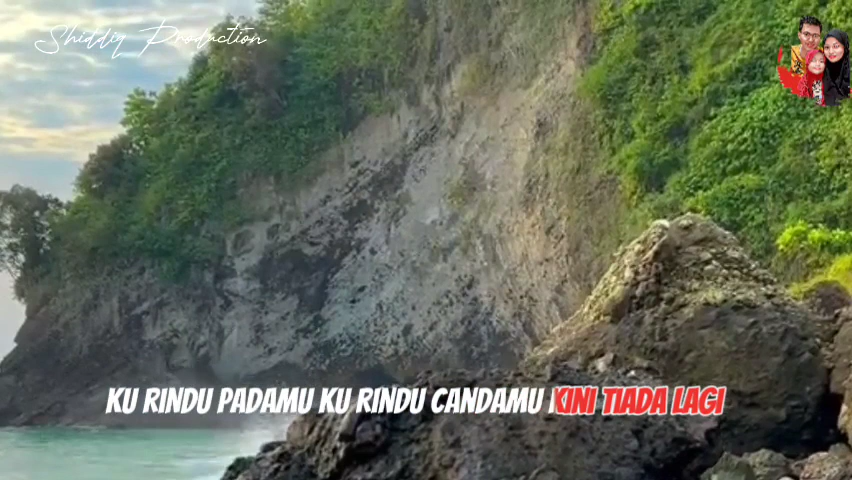 Shiddiq Production
KU RINDU PADAMU KU RINDU CANDAMU KINI TIADA LAGI